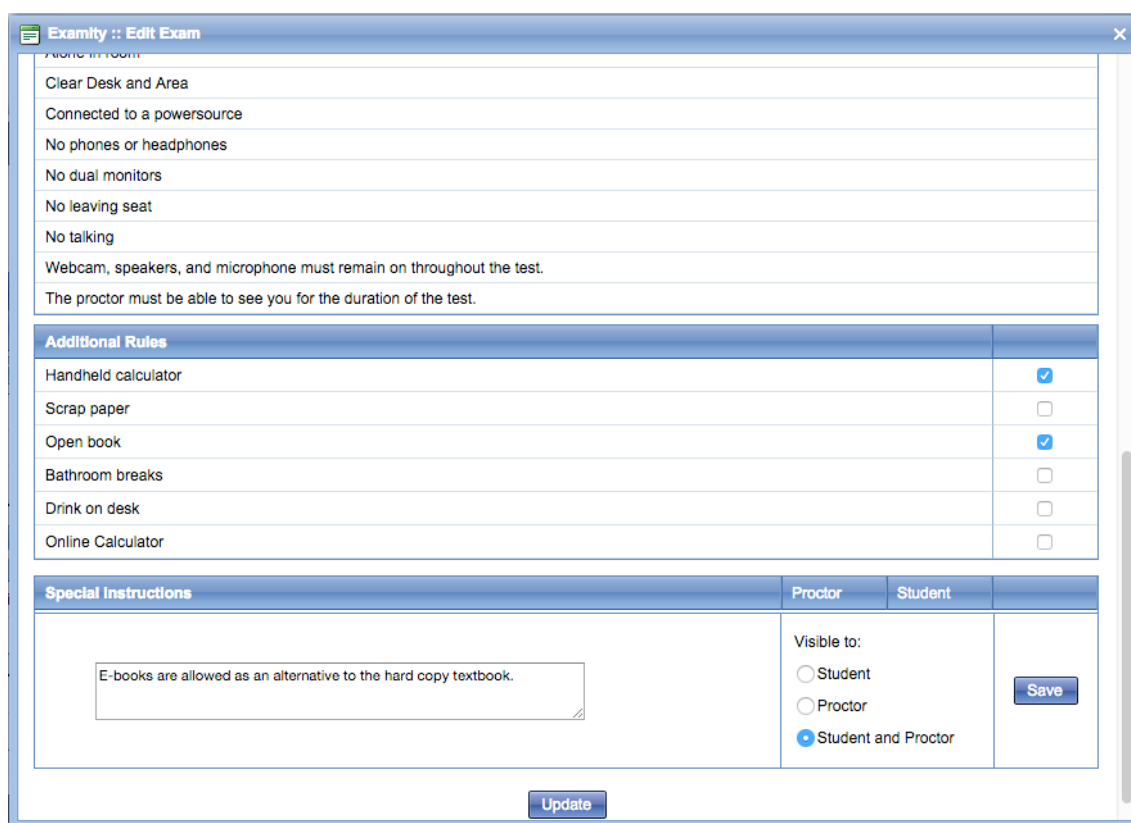 Examity :: Edit Exam
Alone in room
Clear Desk and Area
Connected to a powersource
No phones or headphones
No dual monitors
No leaving seat
No talking
Webcam, speakers, and microphone must remain on throughout the test.
The proctor must be able to see you for the duration of the test.
Additional Rules
Handheld calculator
Scrap paper
Open book
Bathroom breaks
Drink on desk
Online Calculator
Special Instructions Proctor Student
Visible to:
E-books are allowed as an alternative to the hard copy textbook.
Student
Proctor
Student and Proctor
Save
Update